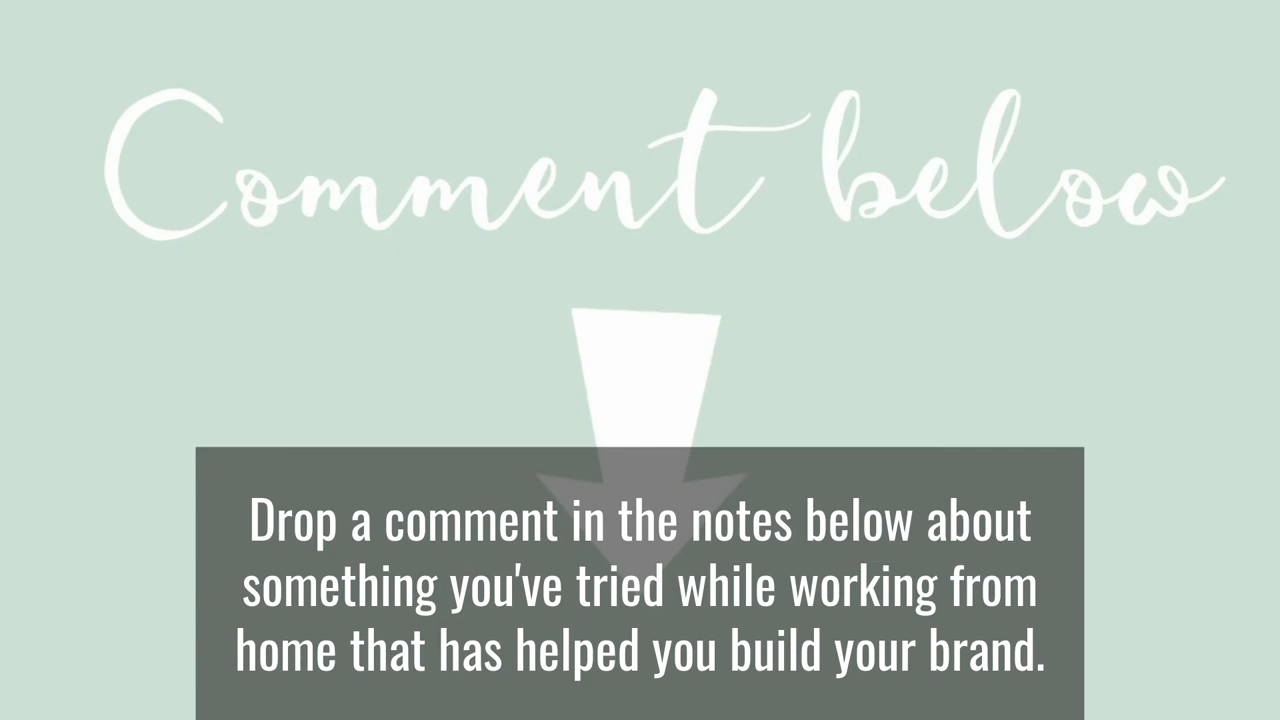 Comment below
Drop a comment in the notes below about
something you've tried while working from
home that has helped you build your brand.